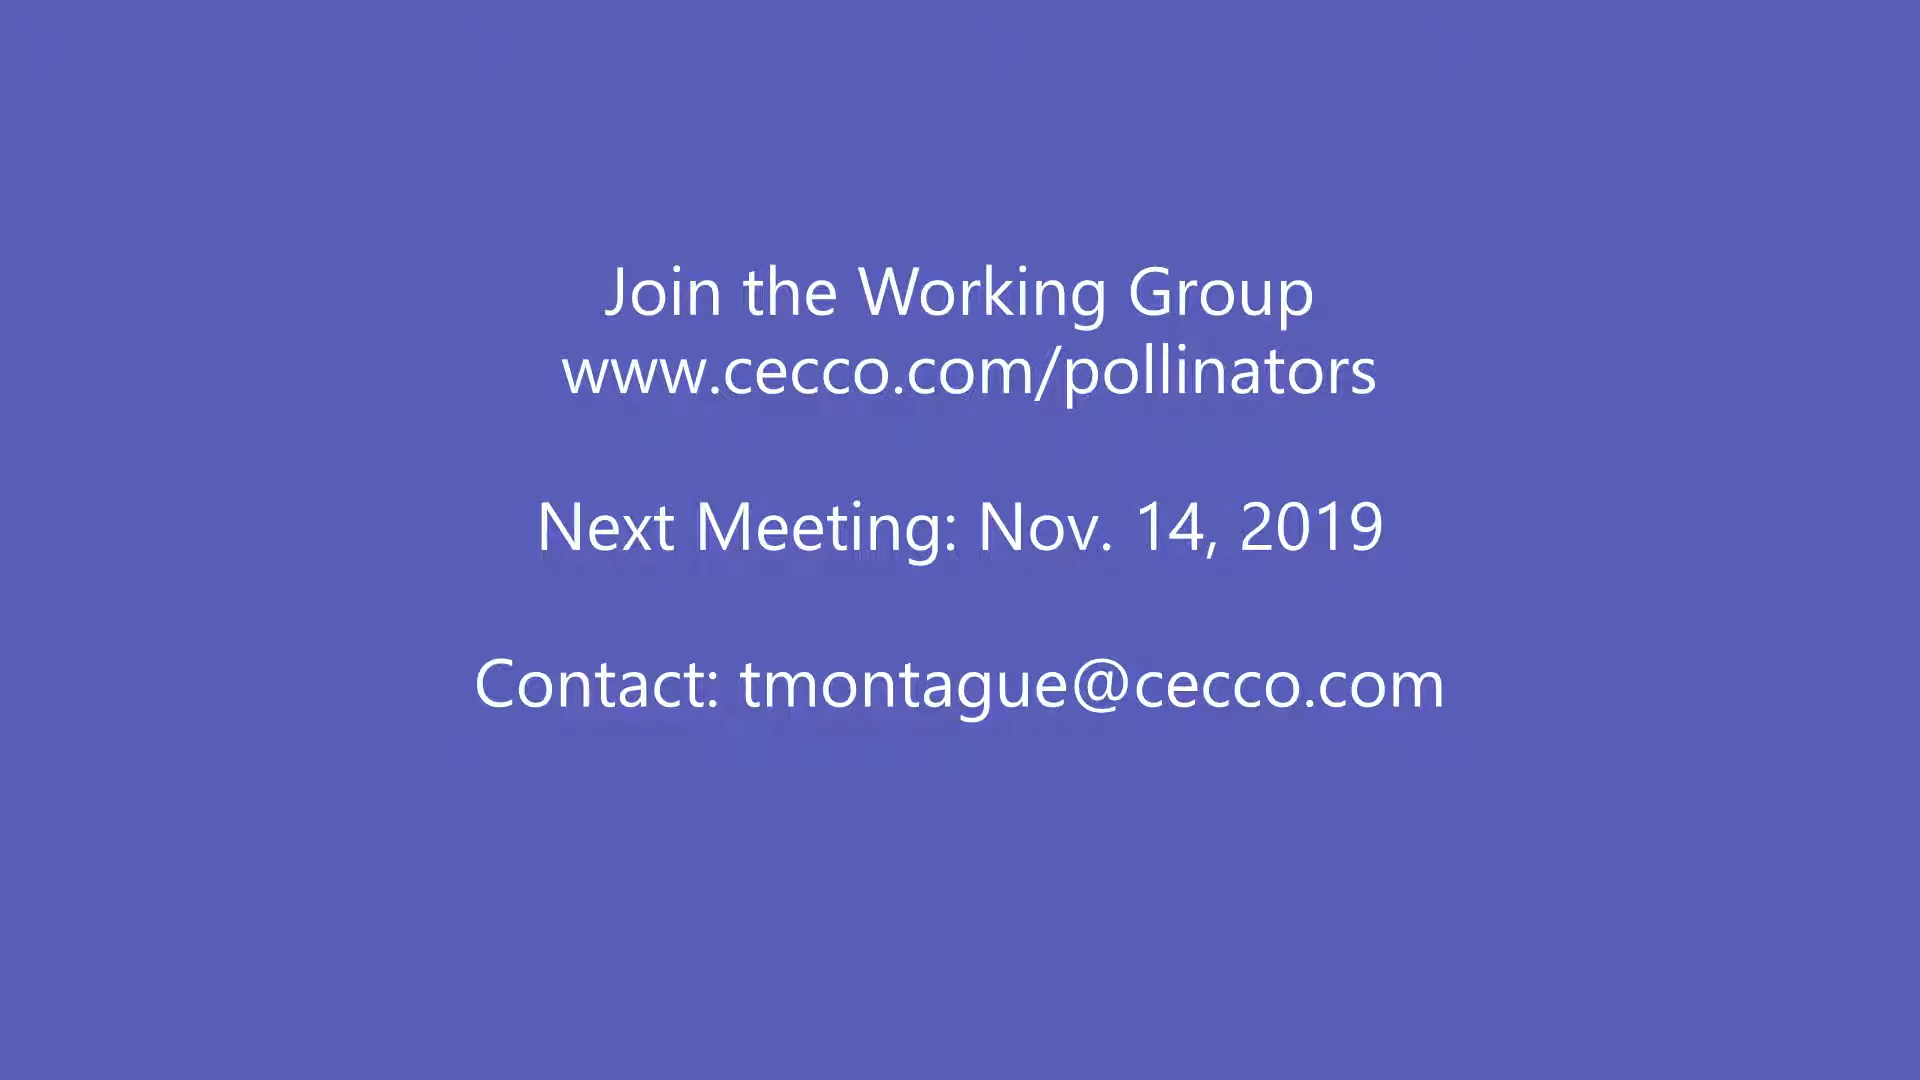 Join the Working Group
www.cecco.com/pollinators
Next Meeting: Nov. 14, 2019
Contact: tmontague@cecco.com